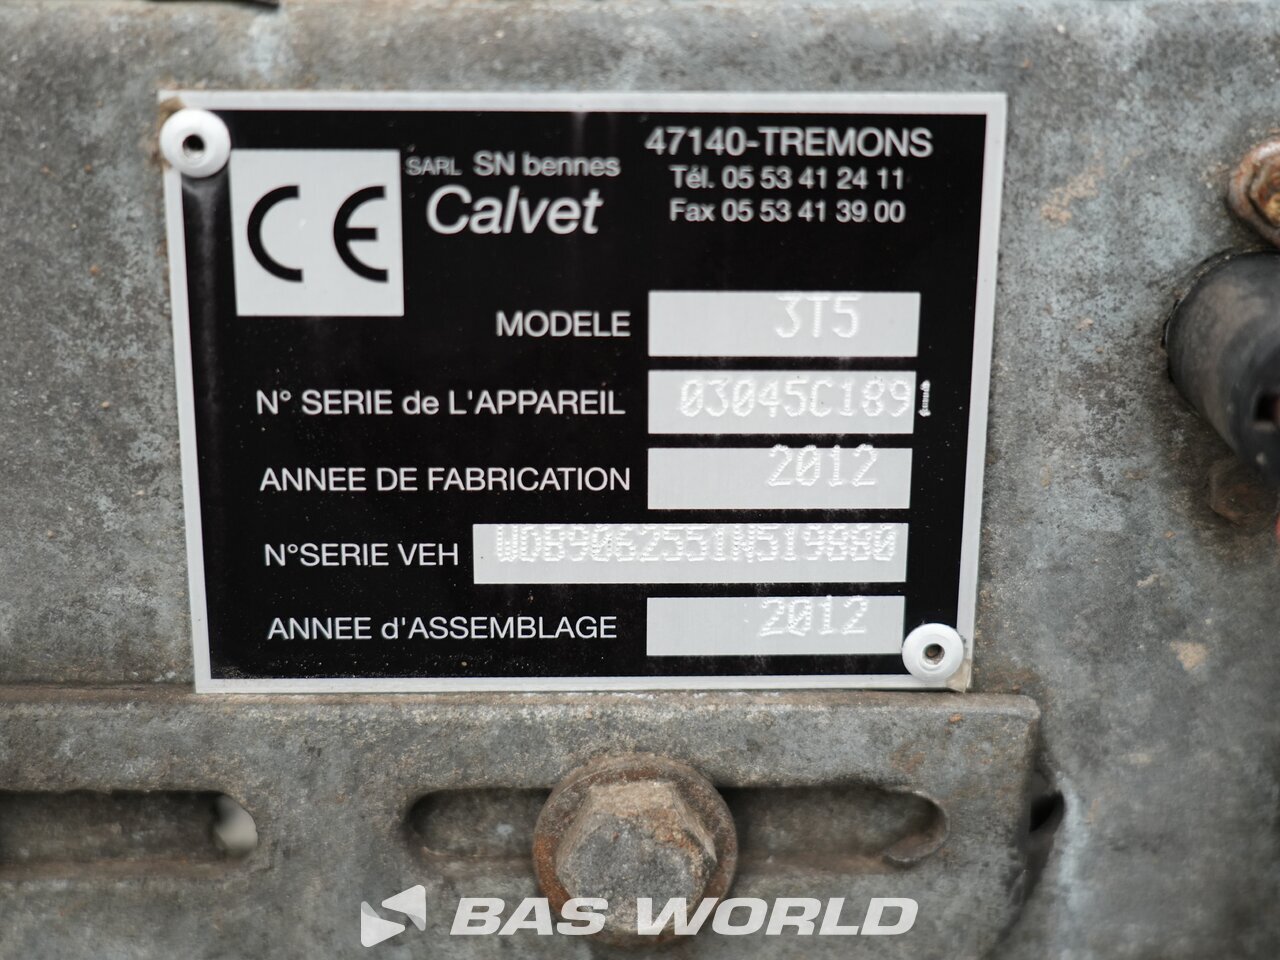 CE
SARL SN bennes
Calvet
47140-TREMONS
Tél. 05 53 41 24 11
Fax 05 53 41 39 00
MODELE 3T5
N° SERIE de L'APPAREIL 03045C189
ANNEE DE FABRICATION 2012
N°SERIE VEH WDB9062551N519880
ANNEE d'ASSEMBLAGE 2012
BAS WORLD